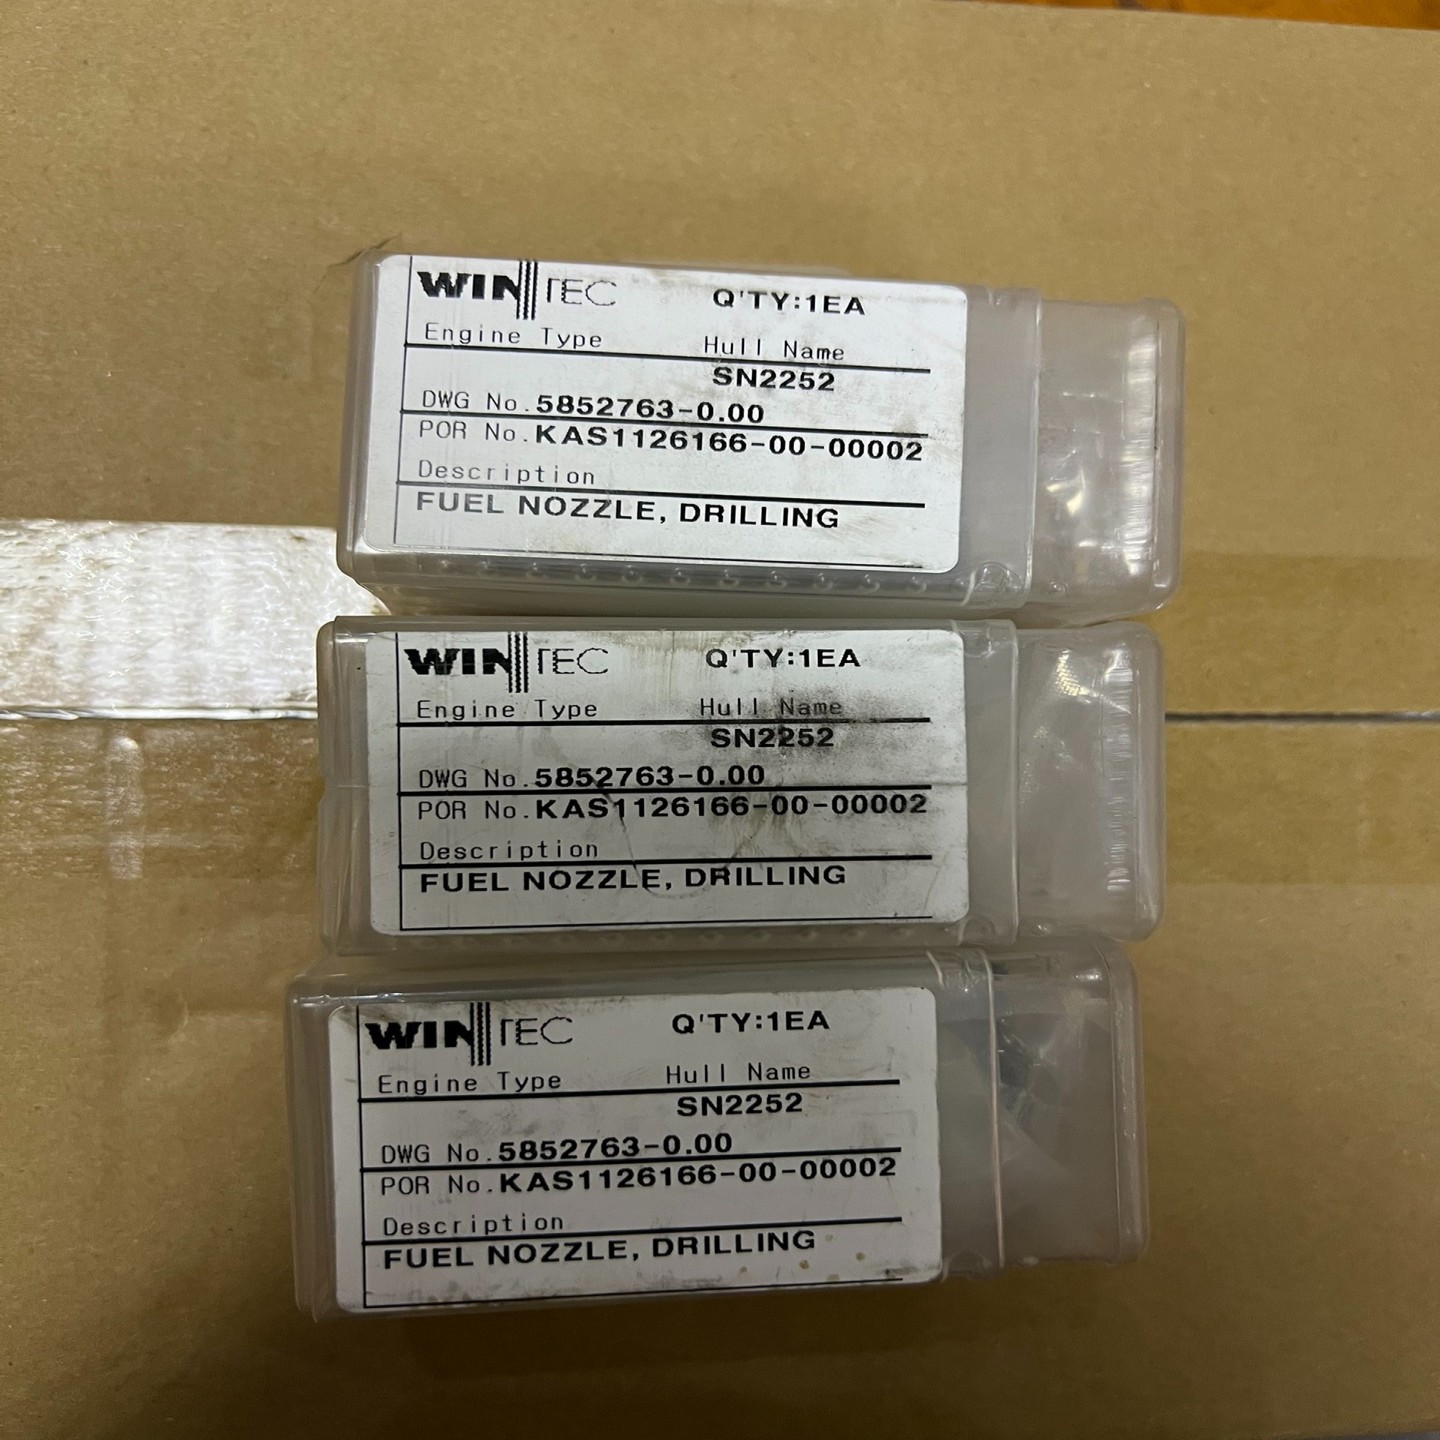 WINTEC Q'TY:1EA
Engine Type Hull Name
SN2252
DWG No.5852763-0.00
POR No.KAS1126166-00-00002
Description
FUEL NOZZLE, DRILLING
WINTEC Q'TY:1EA
Engine Type Hull Name
SN2252
DWG No.5852763-0.00
POR No.KAS1126166-00-00002
Description
FUEL NOZZLE, DRILLING
WINTEC Q'TY:1EA
Engine Type Hull Name
SN2252
DWG No.5852763-0.00
POR No.KAS1126166-00-00002
Description
FUEL NOZZLE, DRILLING